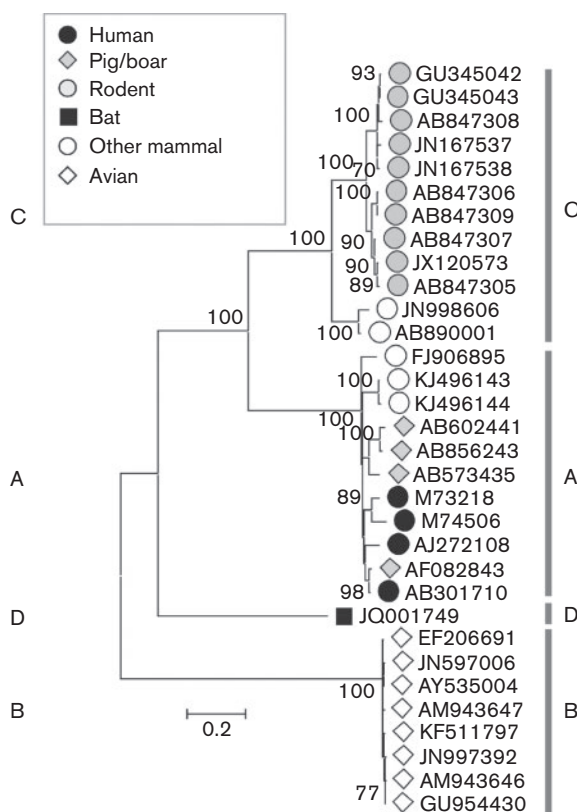 Human
Pig/boar
Rodent
Bat
Other mammal
Avian
93 GU345042
GU345043
100 AB847308
JN167537
100 70 JN167538
100 AB847306
C AB847309 C
100 90 AB847307
90 JX120573
89 AB847305
JN998606
100 100 AB890001
FJ906895
100 KJ496143
100 KJ496144
100 AB602441
AB856243
A AB573435 A
89 M73218
M74506
AJ272108
AF082843
98 AB301710
D JQ001749 D
EF206691
JN597006
100 AY535004
B AM943647 B
0.2 KF511797
JN997392
AM943646
77 GU954430